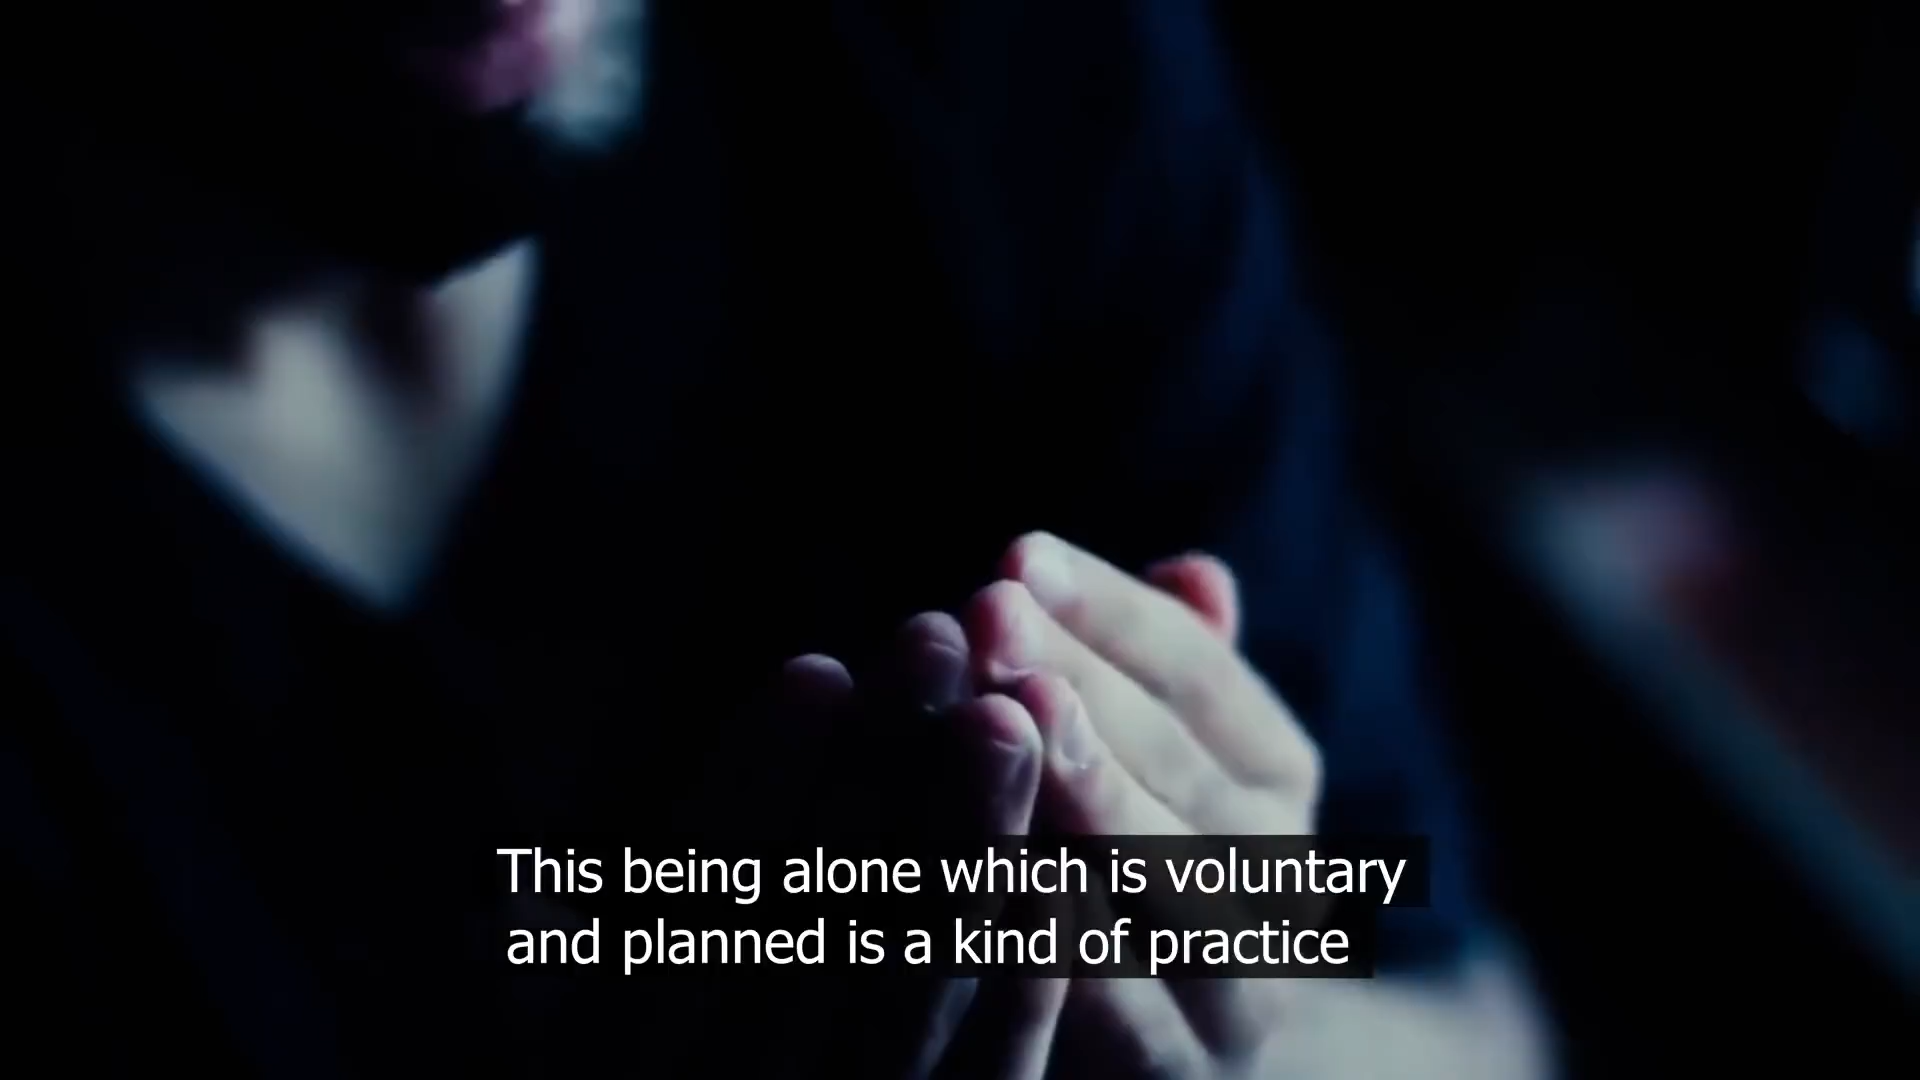 This being alone which is voluntary
and planned is a kind of practice